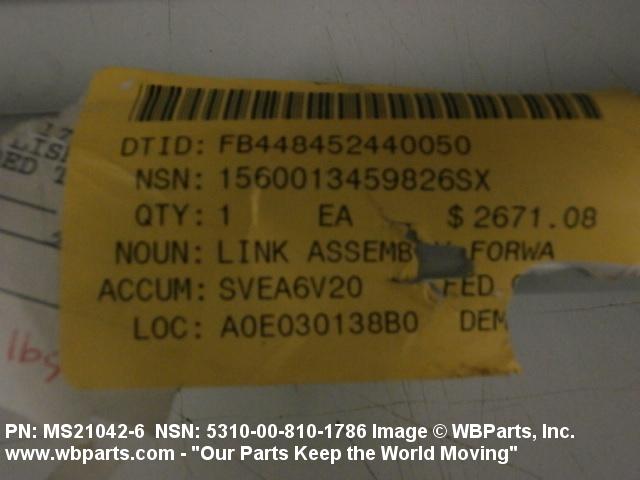 DTID: FB448452440050
NSN: 1560013459826SX
QTY: 1 EA $ 2671.08
NOUN: LINK ASSEMB FORWA
ACCUM: SVEA6V20 FED
LOC: A0E030138B0 DEM
lbs
PN: MS21042-6 NSN: 5310-00-810-1786 Image © WBParts, Inc.
www.wbparts.com - "Our Parts Keep the World Moving"